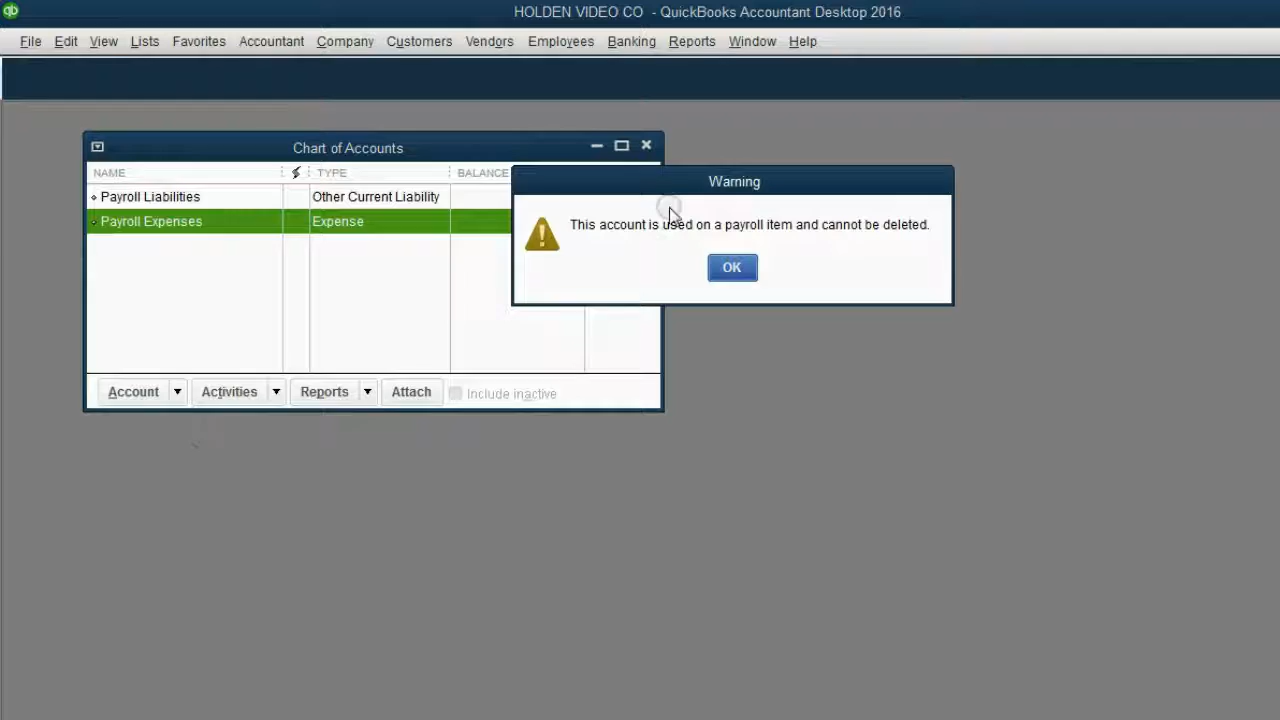 qb
HOLDEN VIDEO CO - QuickBooks Accountant Desktop 2016
File Edit View Lists Favorites Accountant Company Customers Vendors Employees Banking Reports Window Help
Chart of Accounts
NAME TYPE BALANCE
Payroll Liabilities Other Current Liability
Payroll Expenses Expense
Account Activities Reports Attach Include inactive
Warning
This account is used on a payroll item and cannot be deleted.
OK